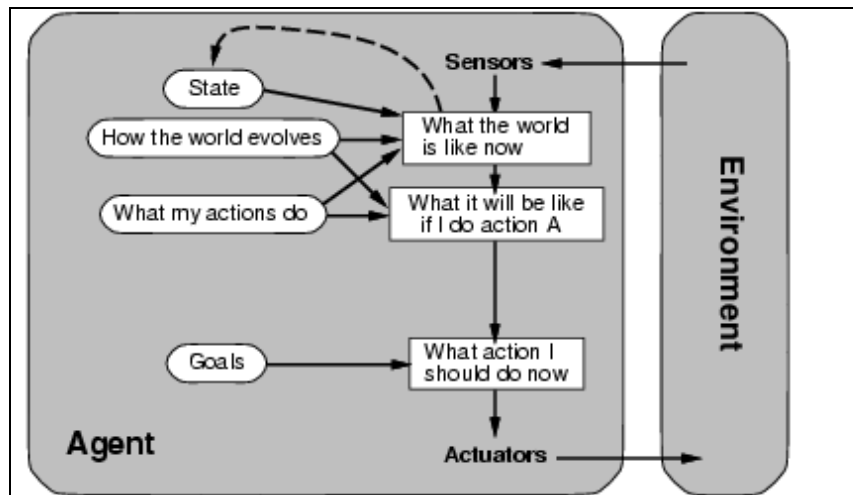 Sensors
State
What the world
is like now
How the world evolves
What my actions do
What it will be like
if I do action A
Goals
What action I
should do now
Agent
Actuators
Environment